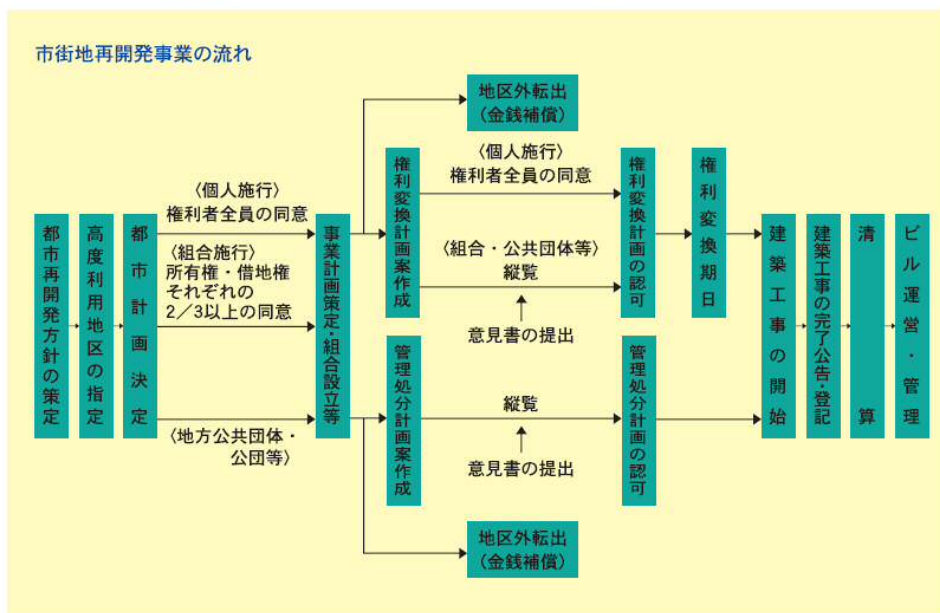 市街地再開発事業の流れ
都市再開発方針の策定
高度利用地区の指定
都市計画決定
〈個人施行〉
権利者全員の同意
〈組合施行〉
所有権・借地権
それぞれの
2／3以上の同意
〈地方公共団体・
公団等〉
事業計画策定・組合設立等
地区外転出
（金銭補償）
権利変換計画案作成
〈個人施行〉
権利者全員の同意
〈組合・公共団体等〉
縦覧
意見書の提出
権利変換計画の認可
権利変換期日
管理処分計画案作成
縦覧
意見書の提出
管理処分計画の認可
地区外転出
（金銭補償）
建築工事の開始
建築工事の完了公告・登記
清算
ビル運営・管理